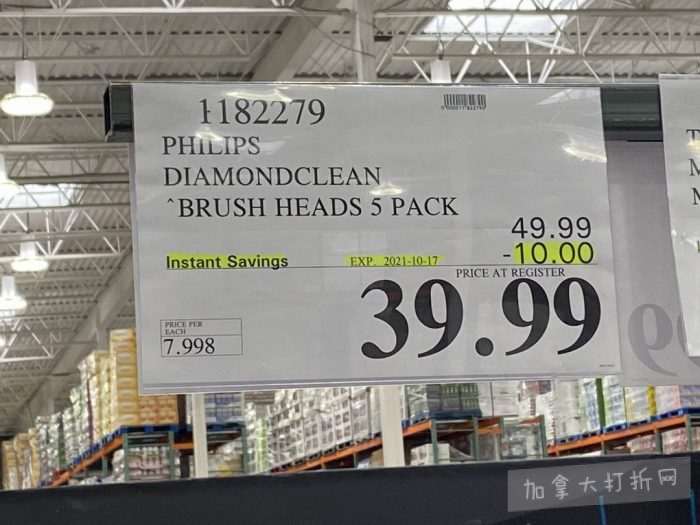 1182279
PHILIPS
DIAMONDCLEAN
^BRUSH HEADS 5 PACK
49.99
Instant Savings EXP. 2021-10-17 -10.00
PRICE AT REGISTER
39.99
PRICE PER
EACH
7.998
加拿大打折网